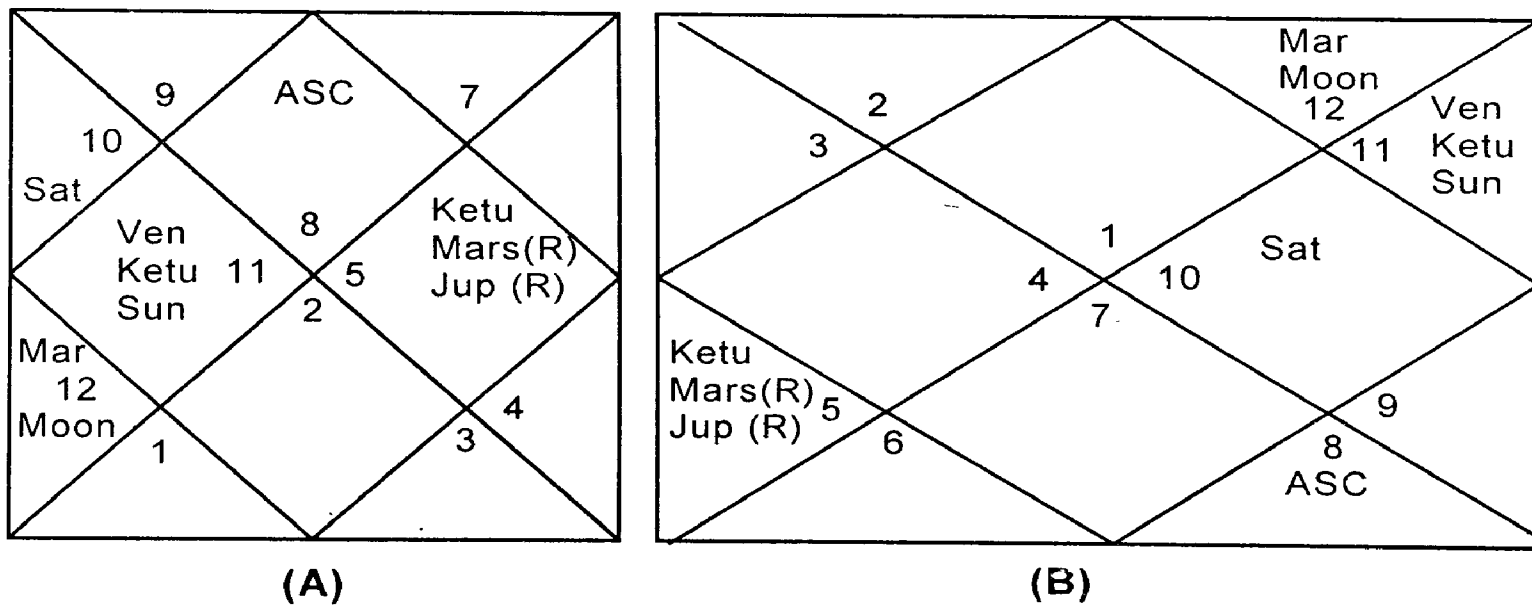 9
ASC
7
10
Sat
Ven
Ketu
Sun
11
8
5
2
Ketu
Mars(R)
Jup (R)
Mar
12
Moon
1
4
3
(A)
2
3
Mar
Moon
12
Ven
Ketu
Sun
11
1
4
10
7
Sat
Ketu
Mars(R)
Jup (R)
5
6
9
8
ASC
(B)